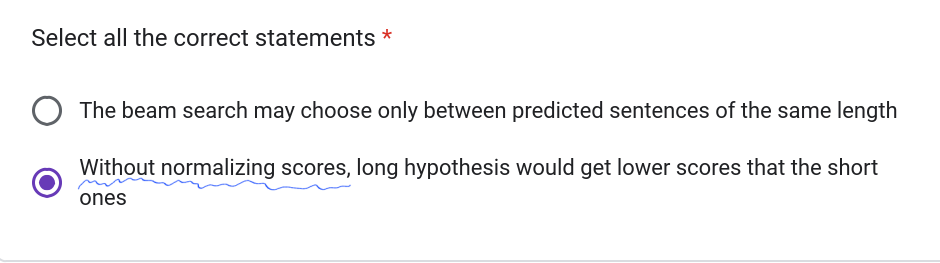 Select all the correct statements *
The beam search may choose only between predicted sentences of the same length
Without normalizing scores, long hypothesis would get lower scores that the short
ones